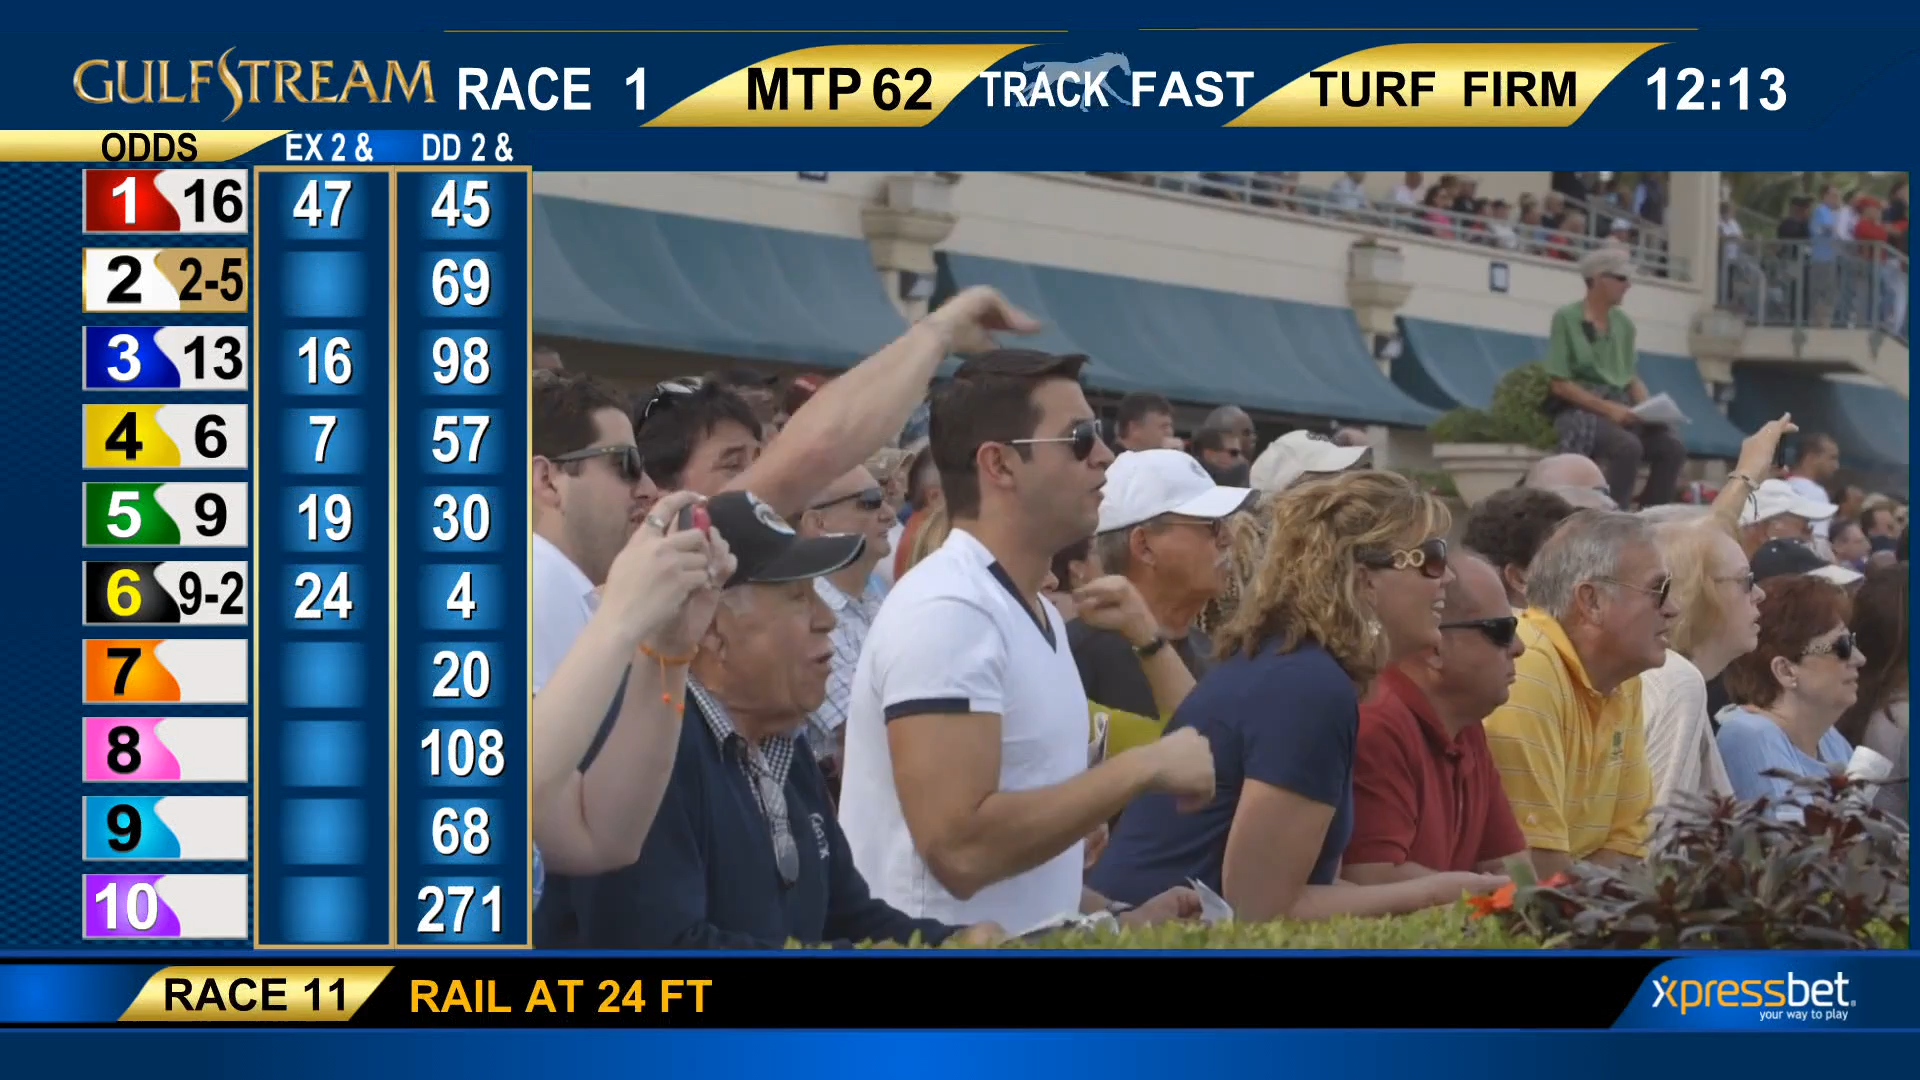 GULFSTREAM RACE 1 MTP 62 TRACK FAST TURF FIRM 12:13
ODDS EX 2 & DD 2 &
1 16 47 45
2 2-5 69
3 13 16 98
4 6 7 57
5 9 19 30
6 9-2 24 4
7 20
8 108
9 68
10 271
RACE 11 RAIL AT 24 FT
xpressbet.
your way to play